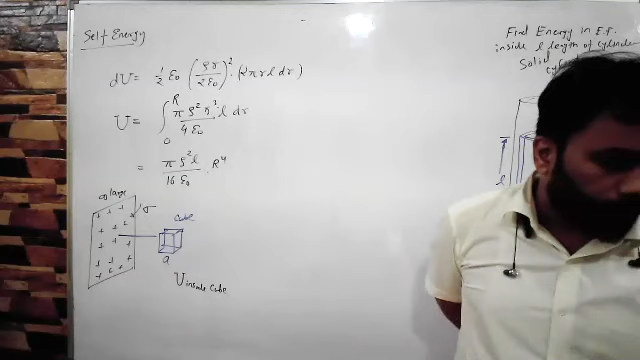 Self Energy
dU = ½ ε₀ (ρr/2ε₀)² · (2πrl dr)
U = ∫₀ᴿ πρ²r³/4ε₀ l dr
= πρ²l/16ε₀ · R⁴
∞ large
σ
Cube
a
U inside cube
Find Energy in E.F.
inside l length of cylinder
Solid
l